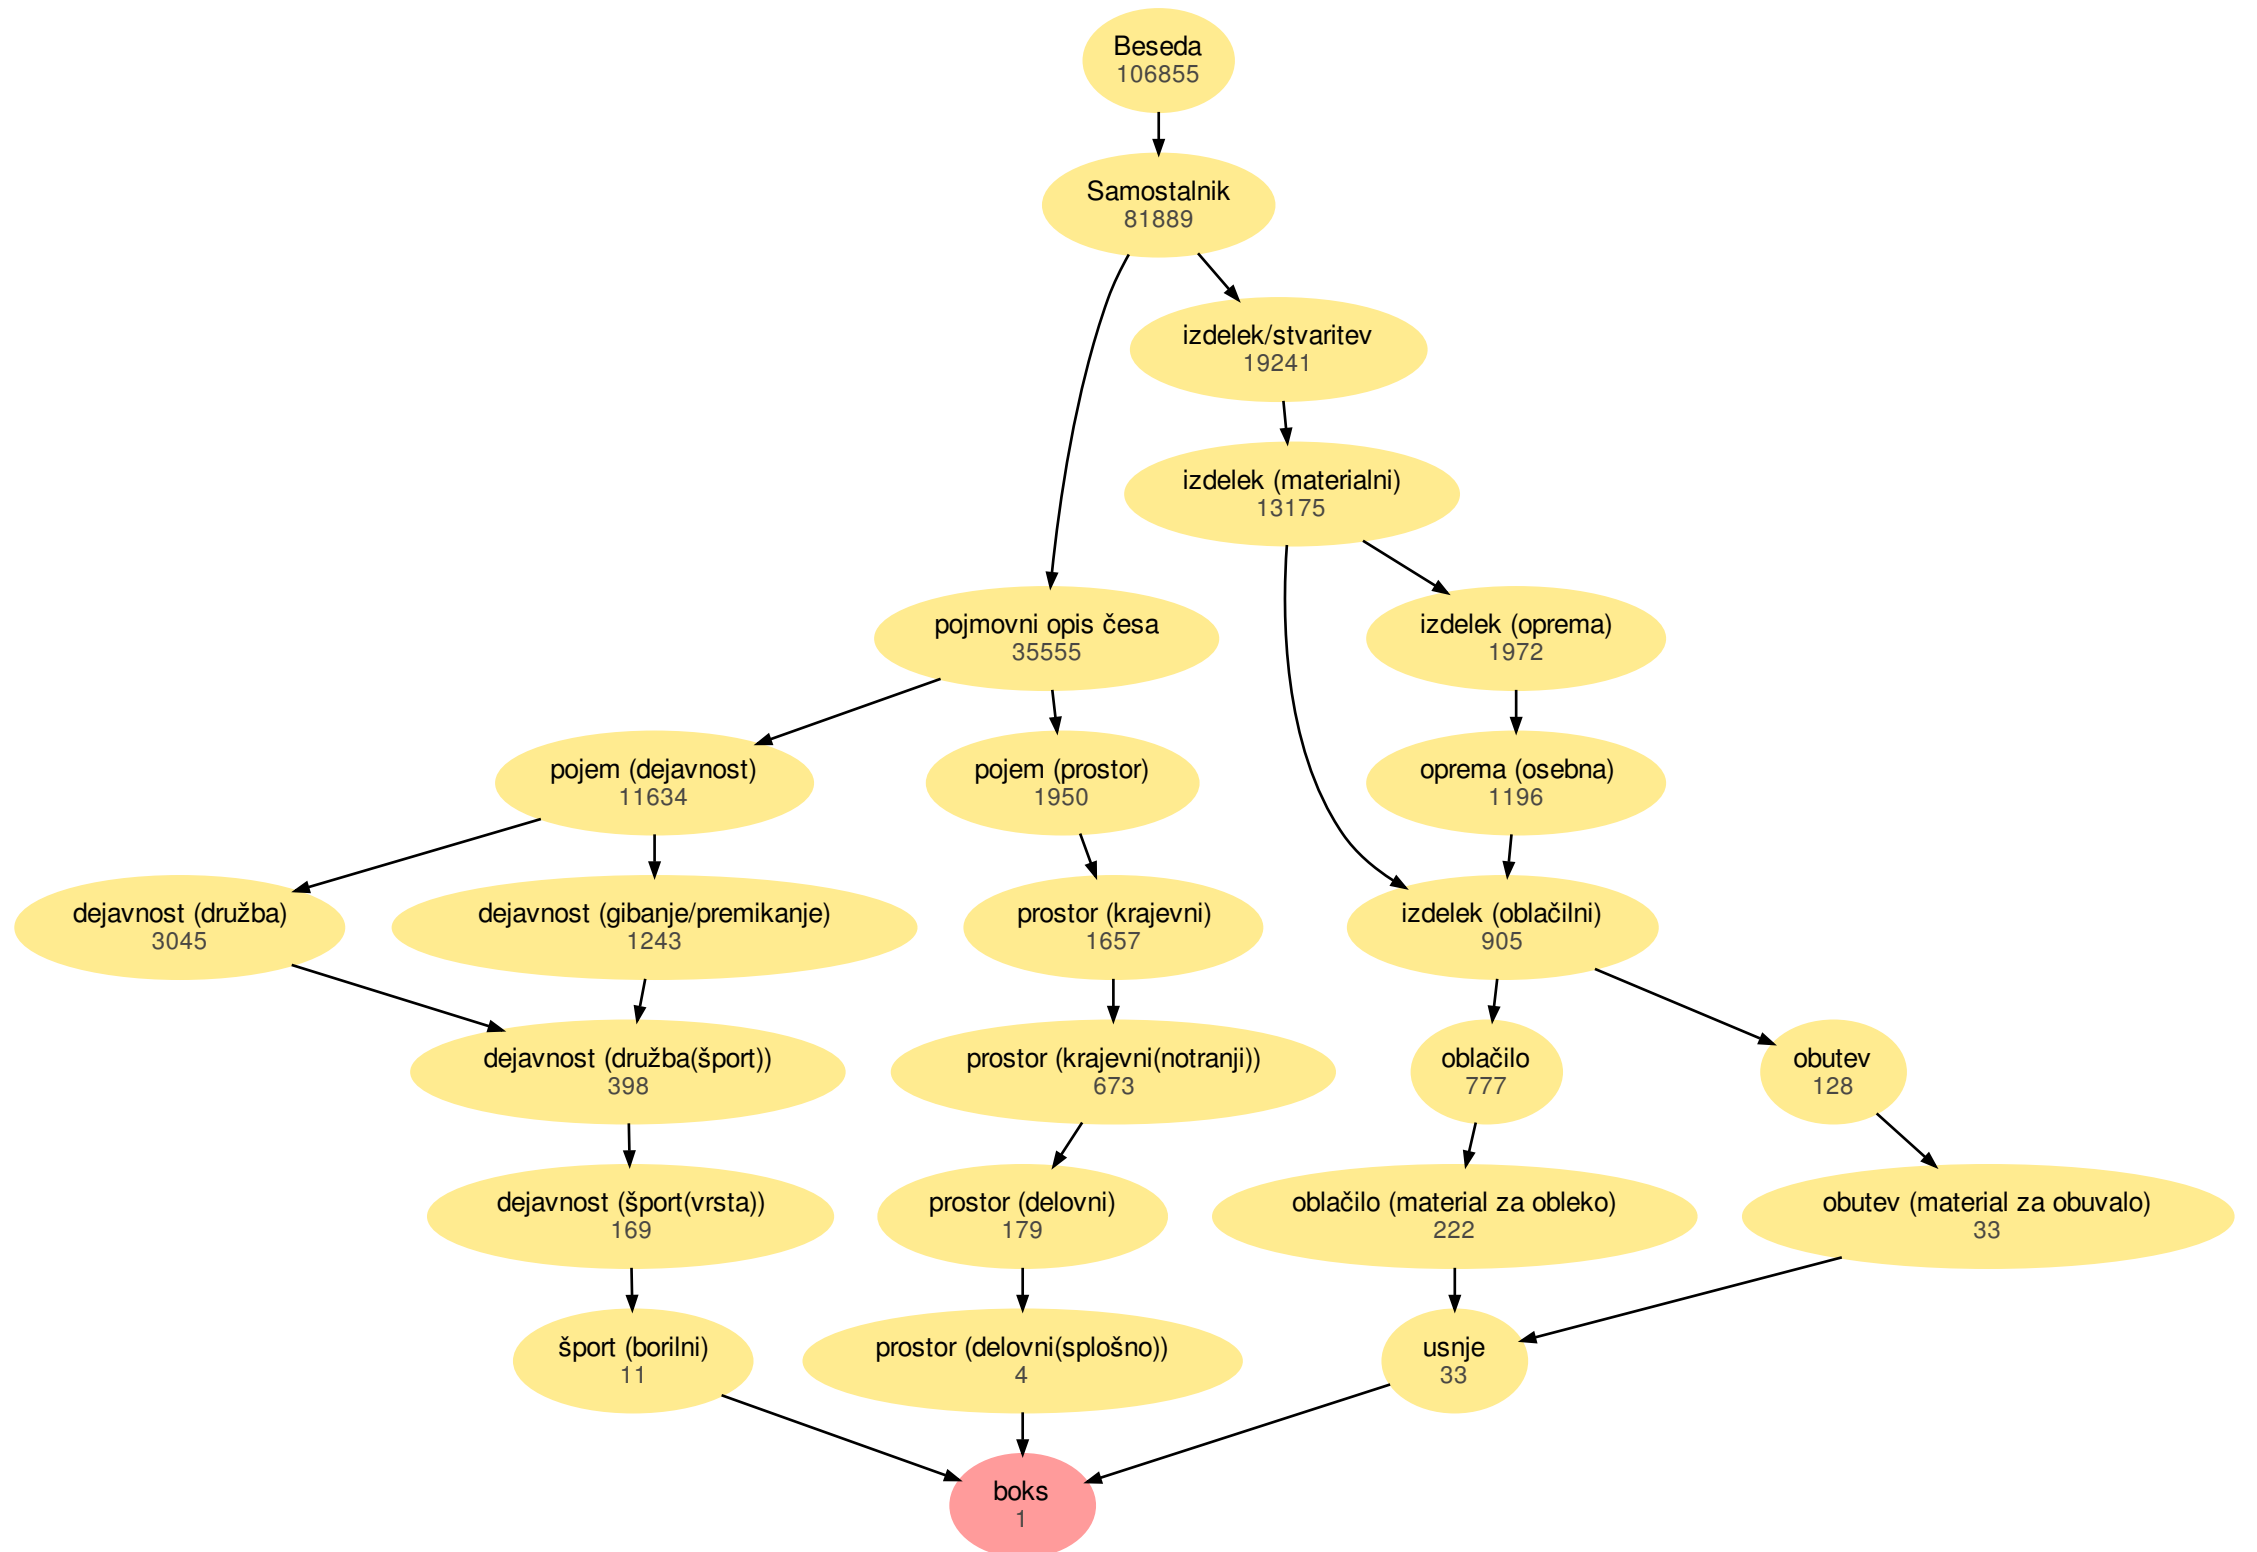 Beseda
106855
Samostalnik
81889
izdelek/stvaritev
19241
izdelek (materialni)
13175
pojmovni opis česa
35555
izdelek (oprema)
1972
pojem (dejavnost)
11634
pojem (prostor)
1950
oprema (osebna)
1196
dejavnost (družba)
3045
dejavnost (gibanje/premikanje)
1243
prostor (krajevni)
1657
izdelek (oblačilni)
905
dejavnost (družba(šport))
398
prostor (krajevni(notranji))
673
oblačilo
777
obutev
128
dejavnost (šport(vrsta))
169
prostor (delovni)
179
oblačilo (material za obleko)
222
obutev (material za obuvalo)
33
šport (borilni)
11
prostor (delovni(splošno))
4
usnje
33
boks
1